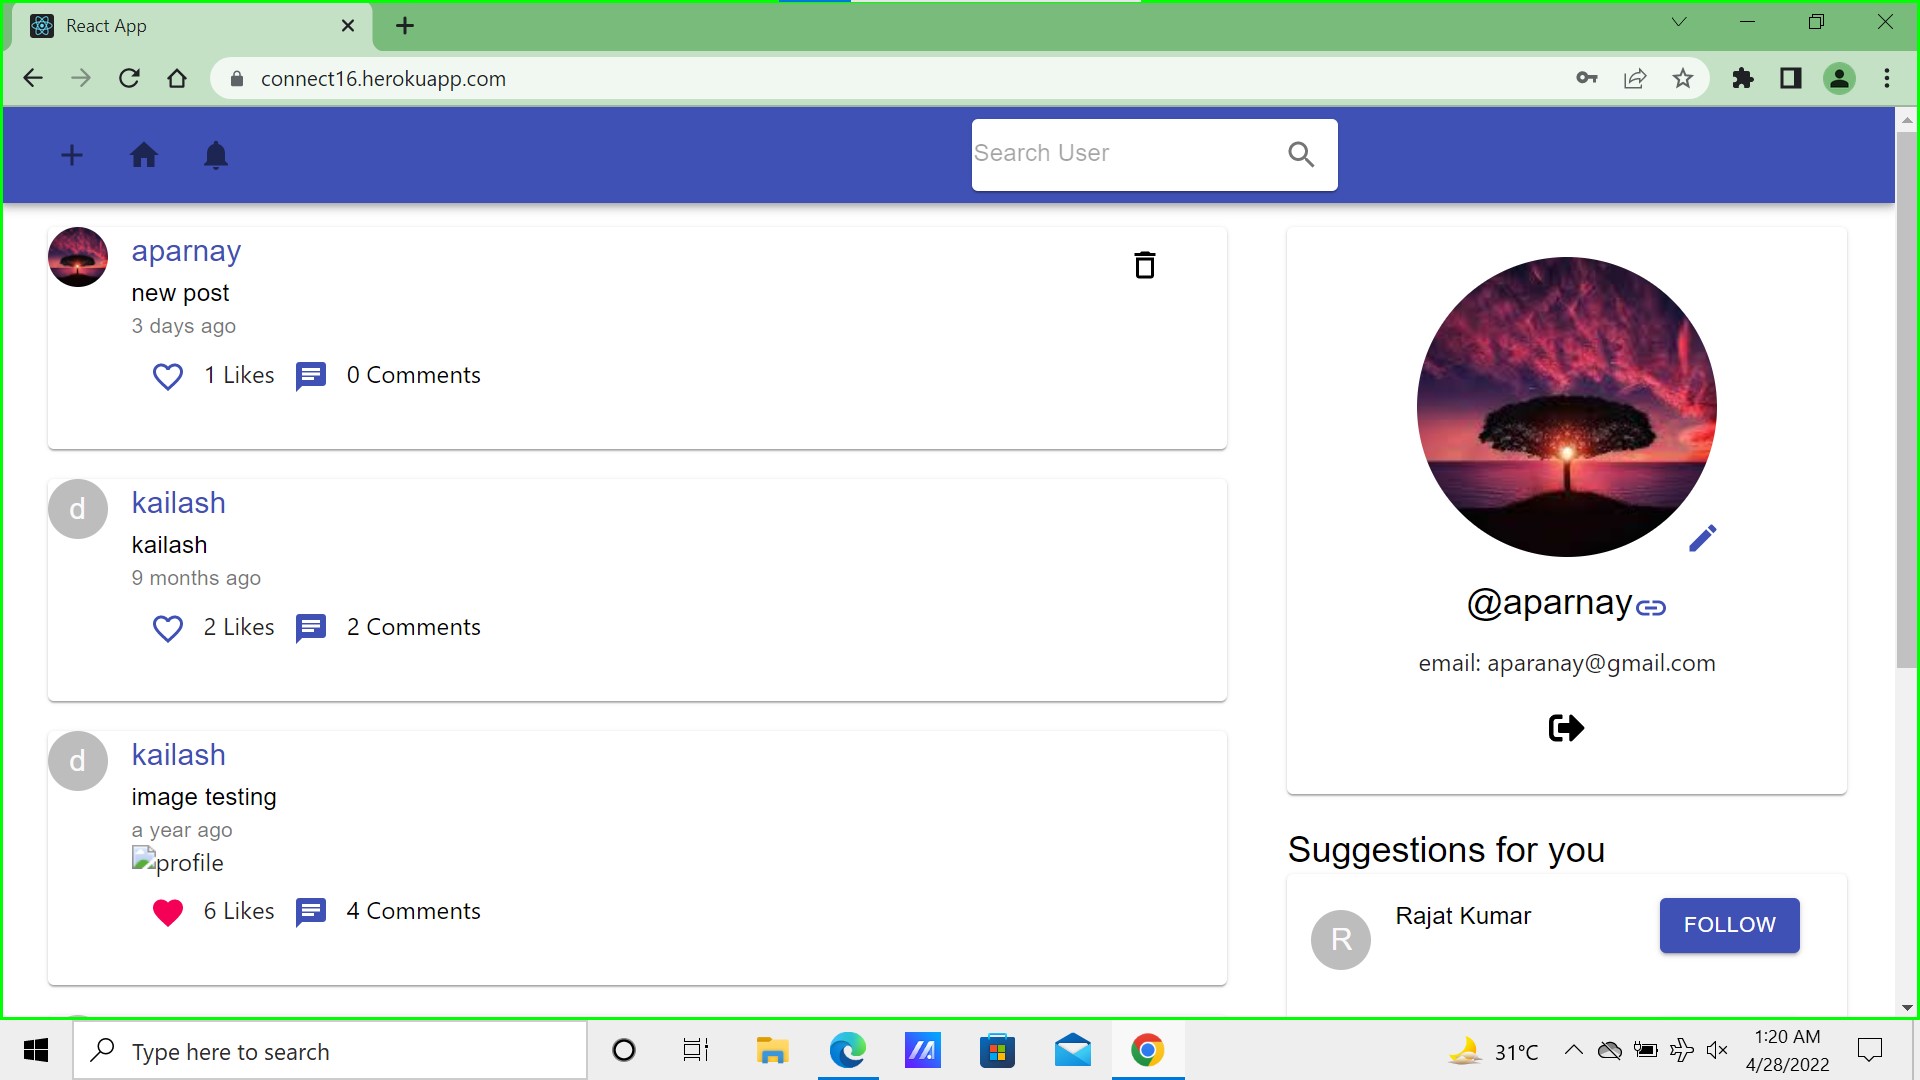 React App
connect16.herokuapp.com
Search User
aparnay
new post
3 days ago
1 Likes 0 Comments
d kailash
kailash
9 months ago
2 Likes 2 Comments
d kailash
image testing
a year ago
profile
6 Likes 4 Comments
@aparnay
email: aparanay@gmail.com
Suggestions for you
R Rajat Kumar FOLLOW
Type here to search
31°C
1:20 AM
4/28/2022